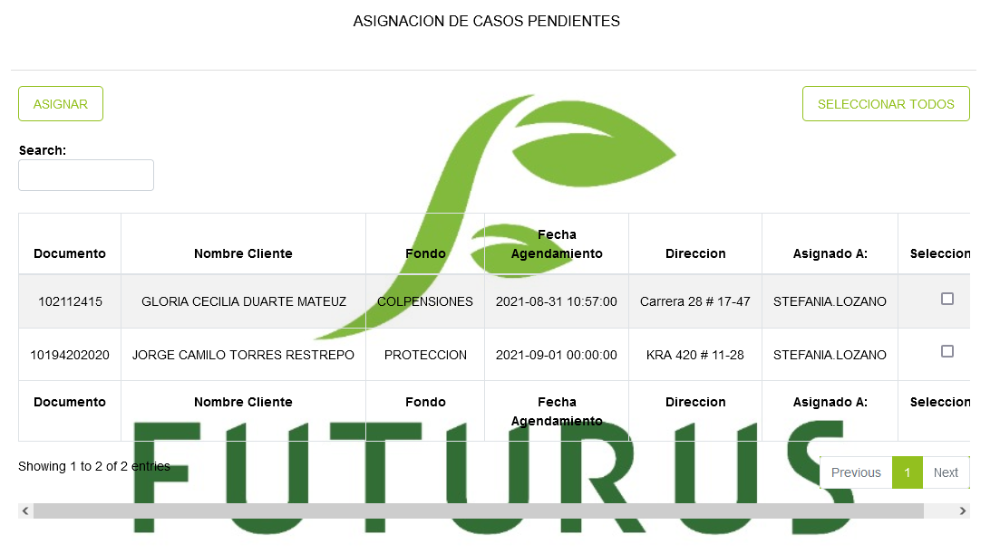 ASIGNACION DE CASOS PENDIENTES
ASIGNAR
SELECCIONAR TODOS
Search:
Documento Nombre Cliente Fondo Fecha Agendamiento Direccion Asignado A: Seleccion
102112415 GLORIA CECILIA DUARTE MATEUZ COLPENSIONES 2021-08-31 10:57:00 Carrera 28 # 17-47 STEFANIA.LOZANO
10194202020 JORGE CAMILO TORRES RESTREPO PROTECCION 2021-09-01 00:00:00 KRA 420 # 11-28 STEFANIA.LOZANO
Documento Nombre Cliente Fondo Fecha Agendamiento Direccion Asignado A: Seleccion
FUTURUS
Showing 1 to 2 of 2 entries
Previous 1 Next